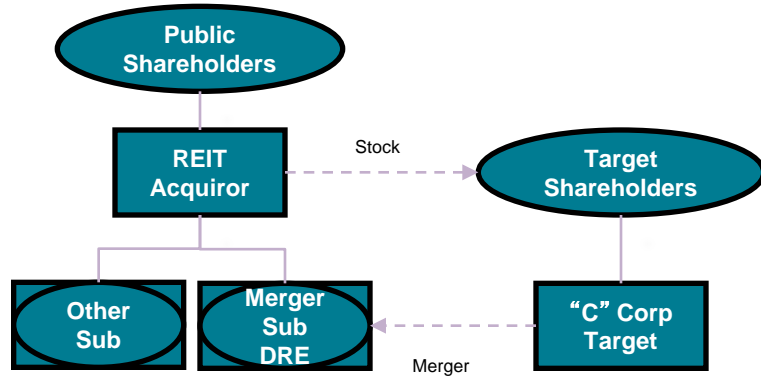 Public
Shareholders
REIT
Acquiror
Stock
Target
Shareholders
Other
Sub
Merger
Sub
DRE
“C” Corp
Target
Merger